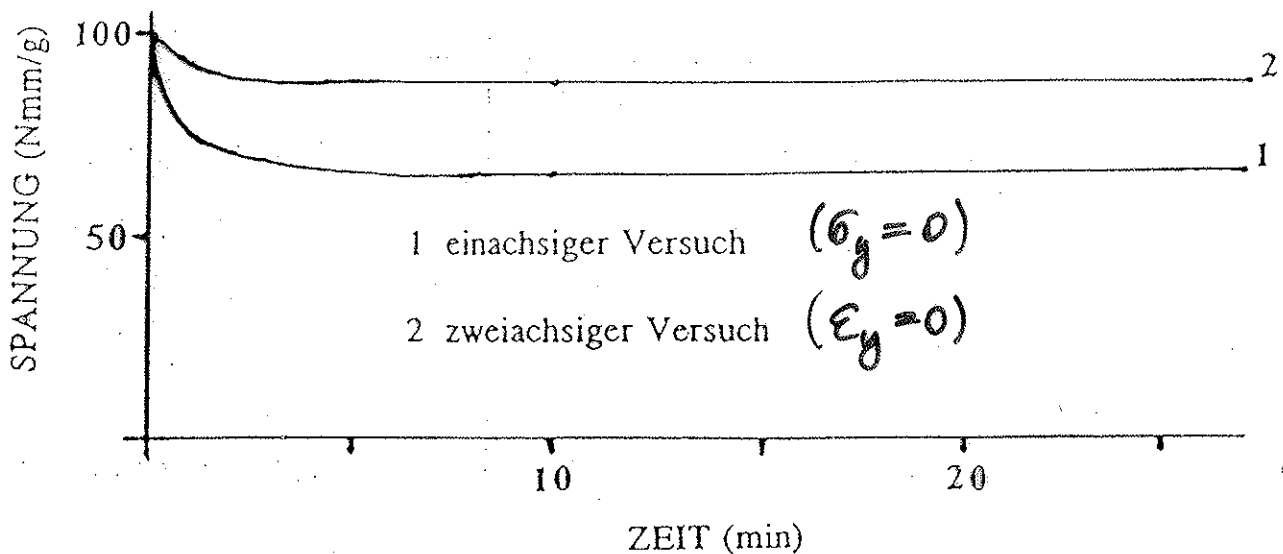 100
SPANNUNG (Nmm/g)
2
1
50
1 einachsiger Versuch (σy = 0)
2 zweiachsiger Versuch (εy = 0)
10
20
ZEIT (min)